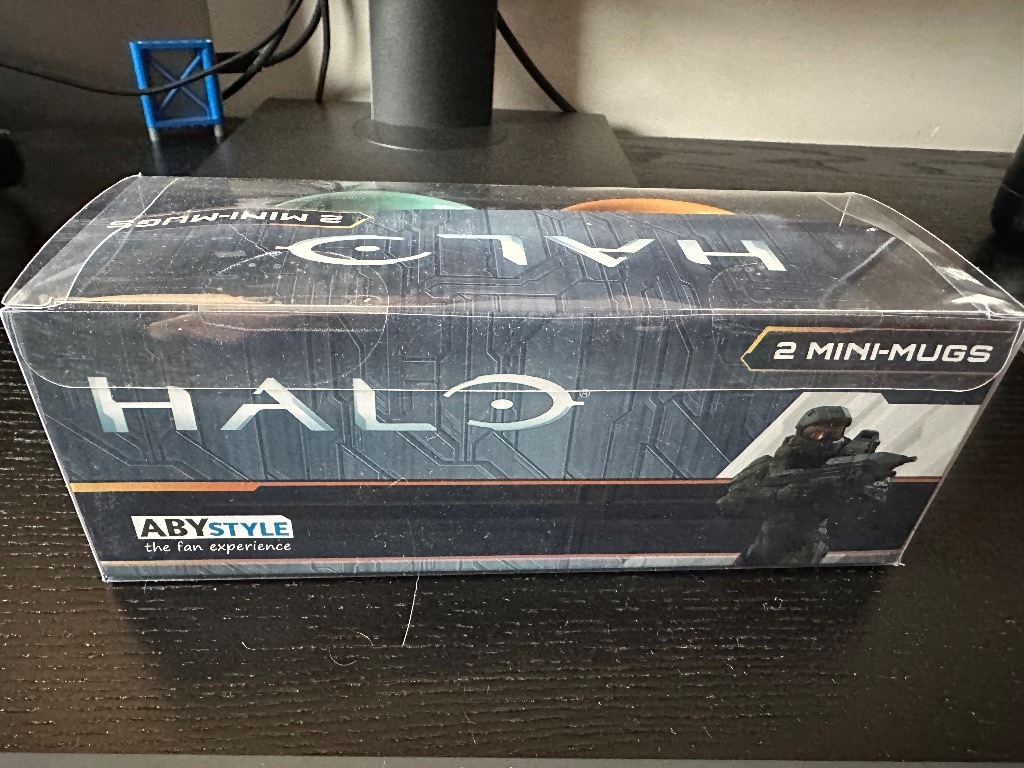 2 MINI-MUGS
HALO
2 MINI-MUGS
HALO®
ABYSTYLE
the fan experience